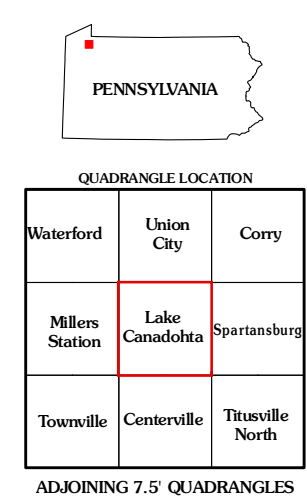 PENNSYLVANIA
QUADRANGLE LOCATION
Waterford
Union
City
Corry
Millers
Station
Lake
Canadohta
Spartansburg
Townville
Centerville
Titusville
North
ADJOINING 7.5' QUADRANGLES